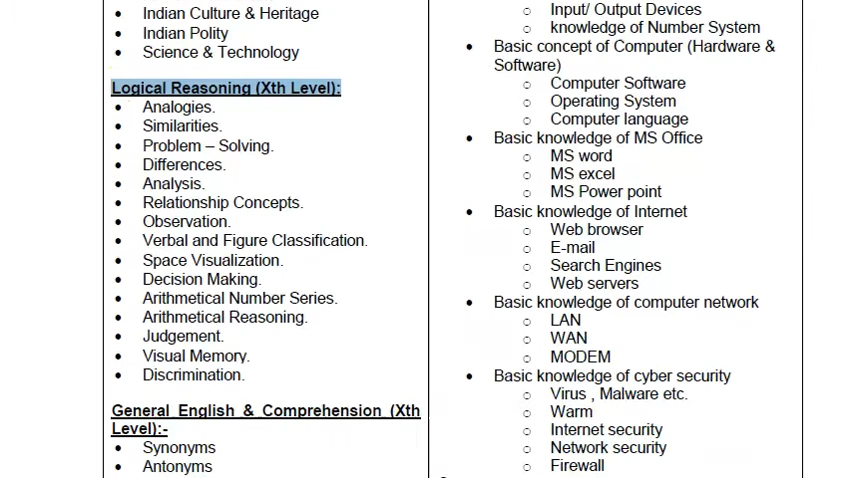 Indian Culture & Heritage
Indian Polity
Science & Technology
Logical Reasoning (Xth Level):
Analogies.
Similarities.
Problem – Solving.
Differences.
Analysis.
Relationship Concepts.
Observation.
Verbal and Figure Classification.
Space Visualization.
Decision Making.
Arithmetical Number Series.
Arithmetical Reasoning.
Judgement.
Visual Memory.
Discrimination.
General English & Comprehension (Xth
Level):-
Synonyms
Antonyms
Input/ Output Devices
knowledge of Number System
Basic concept of Computer (Hardware &
Software)
Computer Software
Operating System
Computer language
Basic knowledge of MS Office
MS word
MS excel
MS Power point
Basic knowledge of Internet
Web browser
E-mail
Search Engines
Web servers
Basic knowledge of computer network
LAN
WAN
MODEM
Basic knowledge of cyber security
Virus , Malware etc.
Warm
Internet security
Network security
Firewall